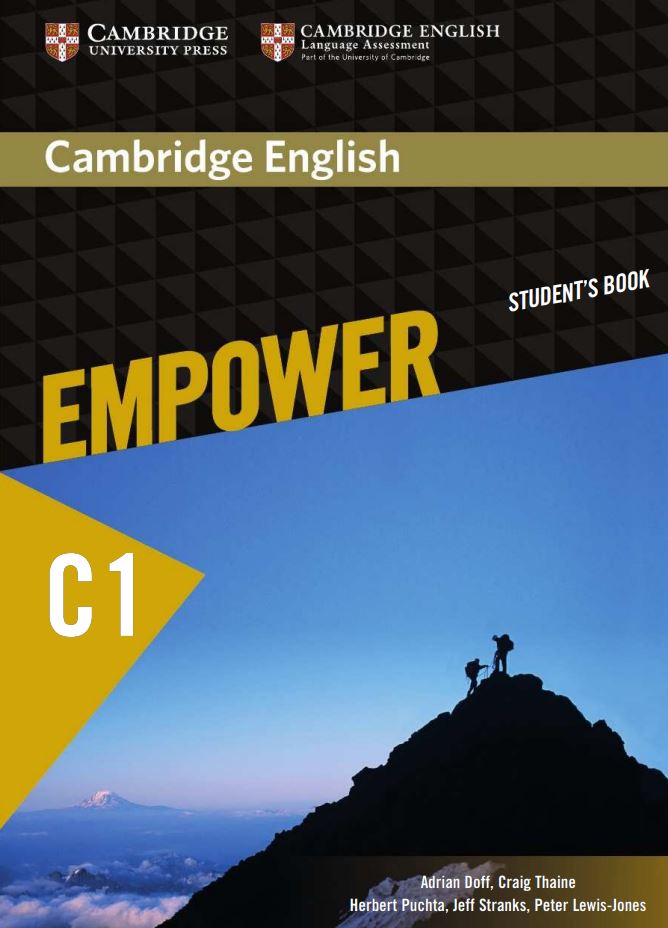 CAMBRIDGE
UNIVERSITY PRESS
CAMBRIDGE ENGLISH
Language Assessment
Part of the University of Cambridge
Cambridge English
STUDENT'S BOOK
EMPOWER
C1
Adrian Doff, Craig Thaine
Herbert Puchta, Jeff Stranks, Peter Lewis-Jones